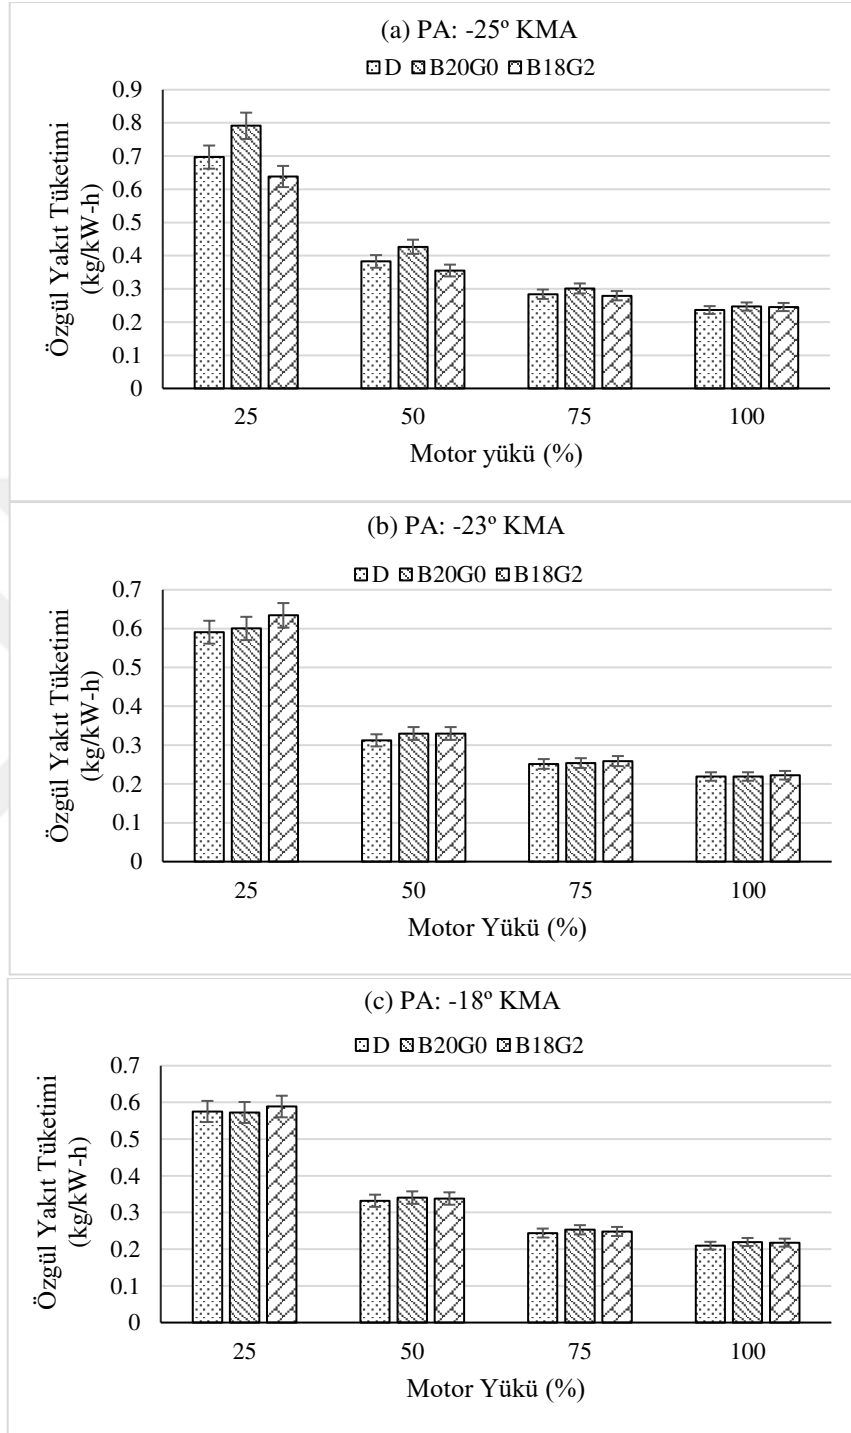 (a) PA: -25º KMA
D B20G0 B18G2
0.9
0.8
0.7
0.6
0.5
0.4
0.3
0.2
0.1
0
Özgül Yakıt Tüketimi
(kg/kW-h)
25 50 75 100
Motor yükü (%)
(b) PA: -23º KMA
D B20G0 B18G2
0.7
0.6
0.5
0.4
0.3
0.2
0.1
0
Özgül Yakıt Tüketimi
(kg/kW-h)
25 50 75 100
Motor Yükü (%)
(c) PA: -18º KMA
D B20G0 B18G2
0.7
0.6
0.5
0.4
0.3
0.2
0.1
0
Özgül Yakıt Tüketimi
(kg/kW-h)
25 50 75 100
Motor Yükü (%)